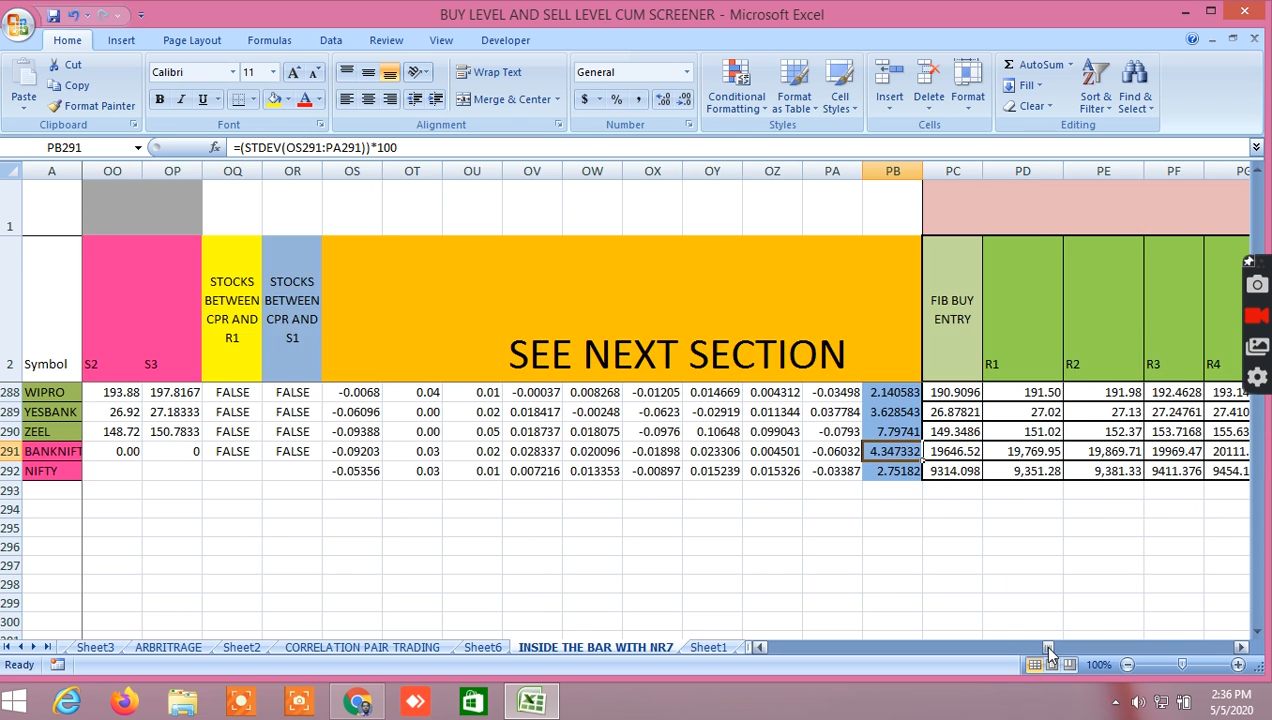 BUY LEVEL AND SELL LEVEL CUM SCREENER - Microsoft Excel
Home Insert Page Layout Formulas Data Review View Developer
Paste Cut Copy Format Painter
Calibri 11 General
Wrap Text Merge & Center
Conditional Formatting Format as Table Cell Styles
Insert Delete Format
AutoSum Fill Clear Sort & Filter Find & Select
Clipboard Font Alignment Number Styles Cells Editing
PB291 fx =(STDEV(OS291:PA291))*100
A OO OP OQ OR OS OT OU OV OW OX OY OZ PA PB PC PD PE PF PG
1
2 Symbol S2 S3 STOCKS BETWEEN CPR AND R1 STOCKS BETWEEN CPR AND S1 SEE NEXT SECTION FIB BUY ENTRY R1 R2 R3 R4
288 WIPRO 193.88 197.8167 FALSE FALSE -0.0068 0.04 0.01 -0.00037 0.008268 -0.01205 0.014669 0.004312 -0.03498 2.140583 190.9096 191.50 191.98 192.4628 193.1
289 YESBANK 26.92 27.18333 FALSE FALSE -0.06096 0.00 0.02 0.018417 -0.00248 -0.0623 -0.02919 0.011344 0.037784 3.628543 26.87821 27.02 27.13 27.24761 27.410
290 ZEEL 148.72 150.7833 FALSE FALSE -0.09388 0.00 0.05 0.018737 0.018075 -0.0976 0.10648 0.099043 -0.0793 7.79741 149.3486 151.02 152.37 153.7168 155.63
291 BANKNIFT 0.00 0 FALSE FALSE -0.09203 0.03 0.02 0.028337 0.020096 -0.01898 0.023306 0.004501 -0.06032 4.347332 19646.52 19,769.95 19,869.71 19969.47 20111.
292 NIFTY -0.05356 0.03 0.01 0.007216 0.013353 -0.00897 0.015239 0.015326 -0.03387 2.75182 9314.098 9,351.28 9,381.33 9411.376 9454.1
293
294
295
296
297
298
299
300
Sheet3 ARBRITRAGE Sheet2 CORRELATION PAIR TRADING Sheet6 INSIDE THE BAR WITH NR7 Sheet1
Ready 100%
2:36 PM
5/5/2020